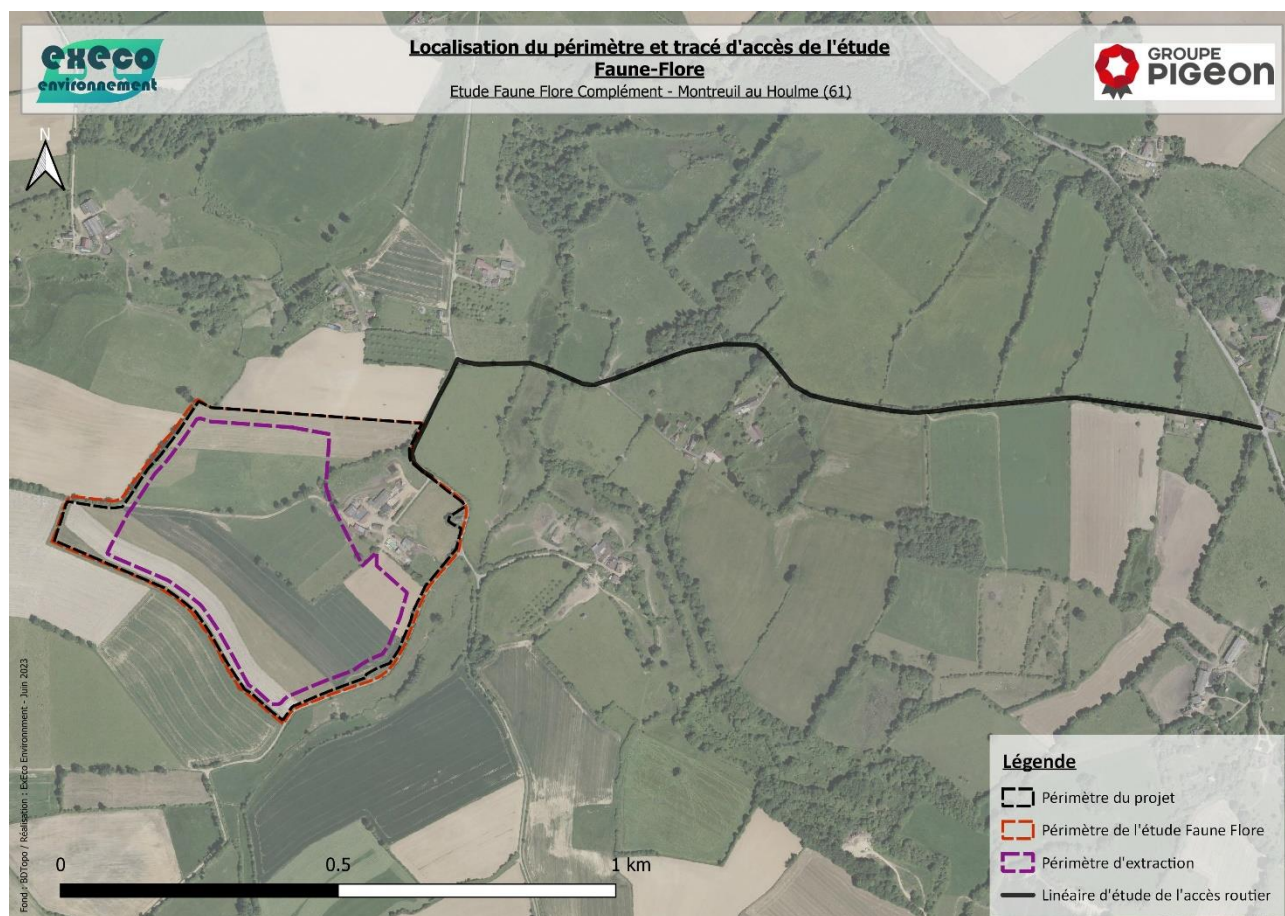 execo
environnement
Localisation du périmètre et tracé d'accès de l'étude
Faune-Flore
Etude Faune Flore Complément - Montreuil au Houlme (61)
GROUPE
PIGEON
N
Légende
Périmètre du projet
Périmètre de l'étude Faune Flore
Périmètre d'extraction
Linéaire d'étude de l'accès routier
0 0.5 1 km
Fond : BDTopo / Réalisation : ExEco Environnment - Juin 2023